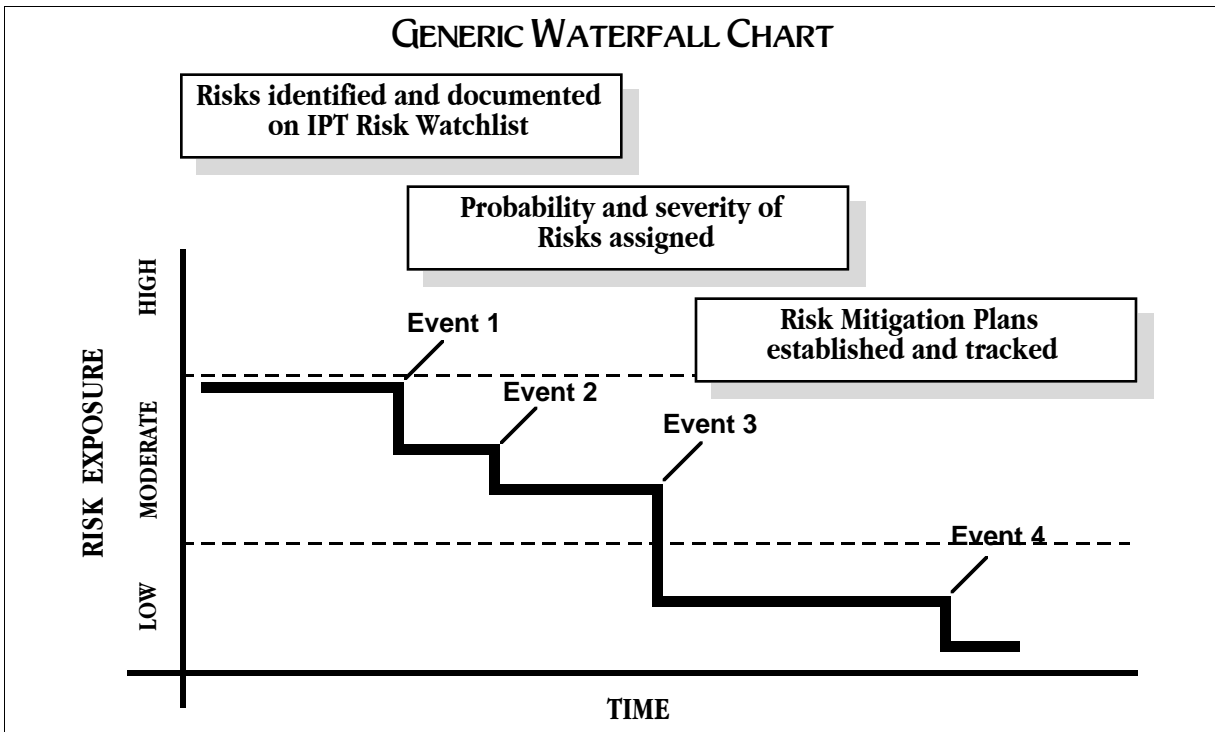 GENERIC WATERFALL CHART
Risks identified and documented
on IPT Risk Watchlist
Probability and severity of
Risks assigned
Risk Mitigation Plans
established and tracked
RISK EXPOSURE
HIGH
MODERATE
LOW
Event 1
Event 2
Event 3
Event 4
TIME